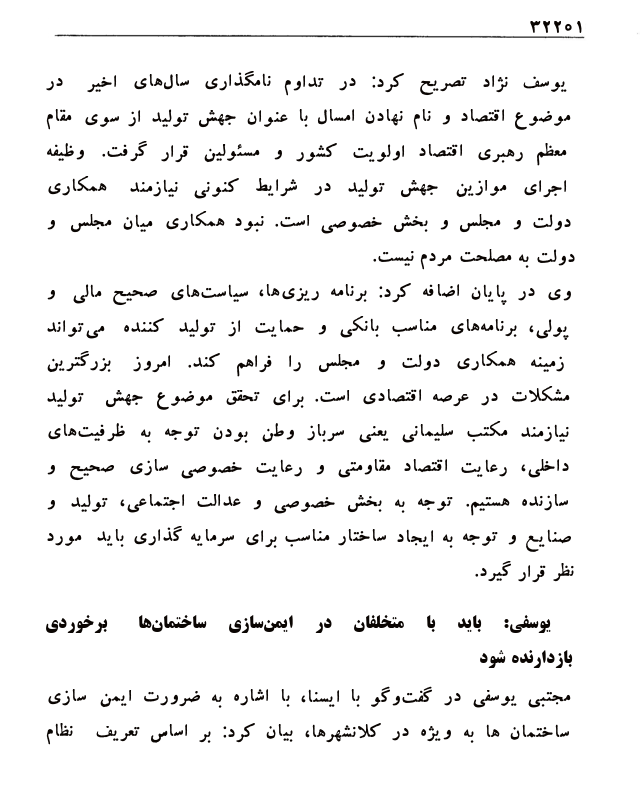 ۳۲۲۵۱
یوسف نژاد تصریح کرد: در تداوم نامگذاری سال‌های اخیر در
موضوع اقتصاد و نام نهادن امسال با عنوان جهش تولید از سوی مقام
معظم رهبری اقتصاد اولویت کشور و مسئولین قرار گرفت. وظیفه
اجرای موازین جهش تولید در شرایط کنونی نیازمند همکاری
دولت و مجلس و بخش خصوصی است. نبود همکاری میان مجلس و
دولت به مصلحت مردم نیست.
وی در پایان اضافه کرد: برنامه ریزی‌ها، سیاست‌های صحیح مالی و
پولی، برنامه‌های مناسب بانکی و حمایت از تولید کننده می‌تواند
زمینه همکاری دولت و مجلس را فراهم کند. امروز بزرگترین
مشکلات در عرصه اقتصادی است. برای تحقق موضوع جهش تولید
نیازمند مکتب سلیمانی یعنی سرباز وطن بودن توجه به ظرفیت‌های
داخلی، رعایت اقتصاد مقاومتی و رعایت خصوصی سازی صحیح و
سازنده هستیم. توجه به بخش خصوصی و عدالت اجتماعی، تولید و
صنایع و توجه به ایجاد ساختار مناسب برای سرمایه گذاری باید مورد
نظر قرار گیرد.
یوسفی: باید با متخلفان در ایمن‌سازی ساختمان‌ها برخوردی
بازدارنده شود
مجتبی یوسفی در گفت‌وگو با ایسنا، با اشاره به ضرورت ایمن سازی
ساختمان ها به ویژه در کلانشهرها، بیان کرد: بر اساس تعریف نظام